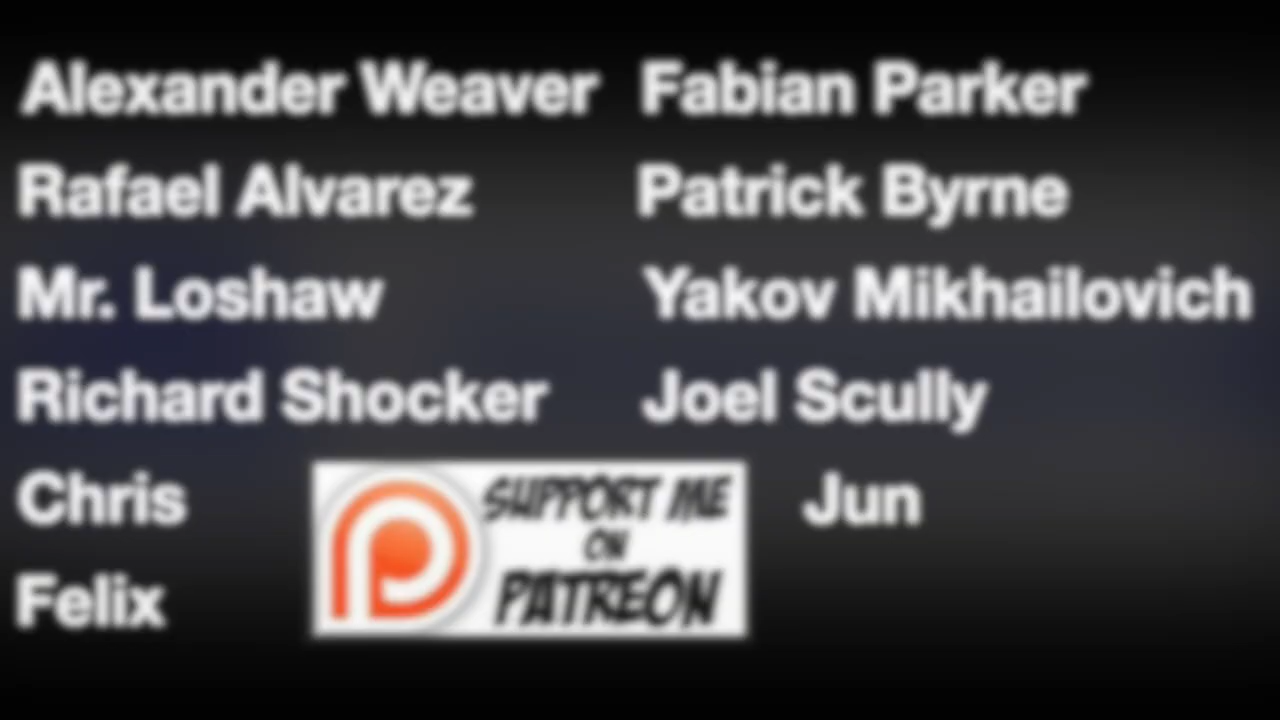 Alexander Weaver Fabian Parker
Rafael Alvarez Patrick Byrne
Mr. Loshaw Yakov Mikhailovich
Richard Shocker Joel Scully
Chris Jun
Felix
SUPPORT ME
ON
PATREON